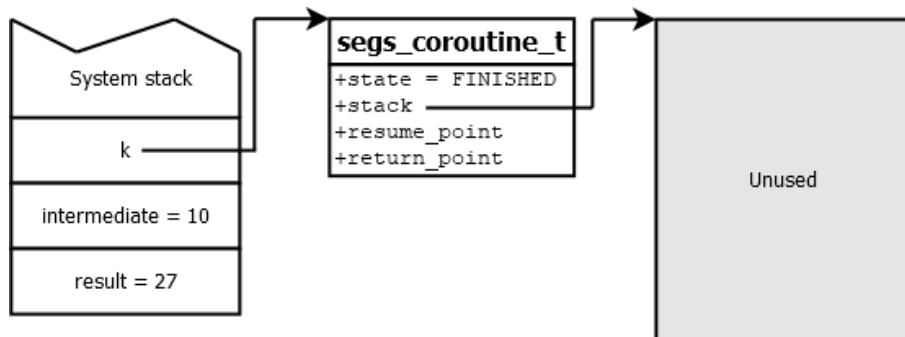 System stack
k
intermediate = 10
result = 27
segs_coroutine_t
+state = FINISHED
+stack
+resume_point
+return_point
Unused